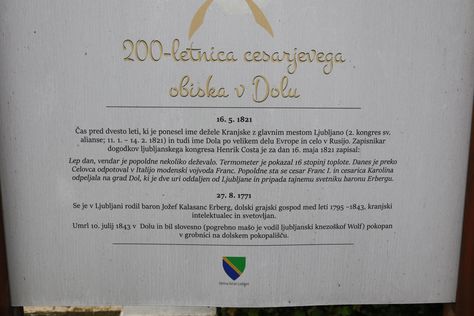 200-letnica cesarjevega
obiska v Dolu
16. 5. 1821
Čas pred dvesto leti, ki je ponesel ime dežele Kranjske z glavnim mestom Ljubljano (2. kongres sv.
alianse; 11. 1. – 14. 2. 1821) in tudi ime Dola po velikem delu Evrope in celo v Rusijo. Zapisnikar
dogodkov ljubljanskega kongresa Henrik Costa je za dan 16. maja 1821 zapisal:
Lep dan, vendar je popoldne nekoliko deževalo. Termometer je pokazal 16 stopinj toplote. Danes je preko
Celovca odpotoval v Italijo modenski vojvoda Franc. Popoldne sta se cesar Franc I. in cesarica Karolina
odpeljala na grad Dol, ki je dve uri oddaljen od Ljubljane in pripada tajnemu svetniku baronu Erbergu.
27. 8. 1771
Se je v Ljubljani rodil baron Jožef Kalasanc Erberg, dolski grajski gospod med leti 1795 –1843, kranjski
intelektualec in svetovljan.
Umrl 10. julij 1843 v Dolu in bil slovesno (pogrebno mašo je vodil ljubljanski knezoškof Wolf) pokopan
v grobnici na dolskem pokopališču.